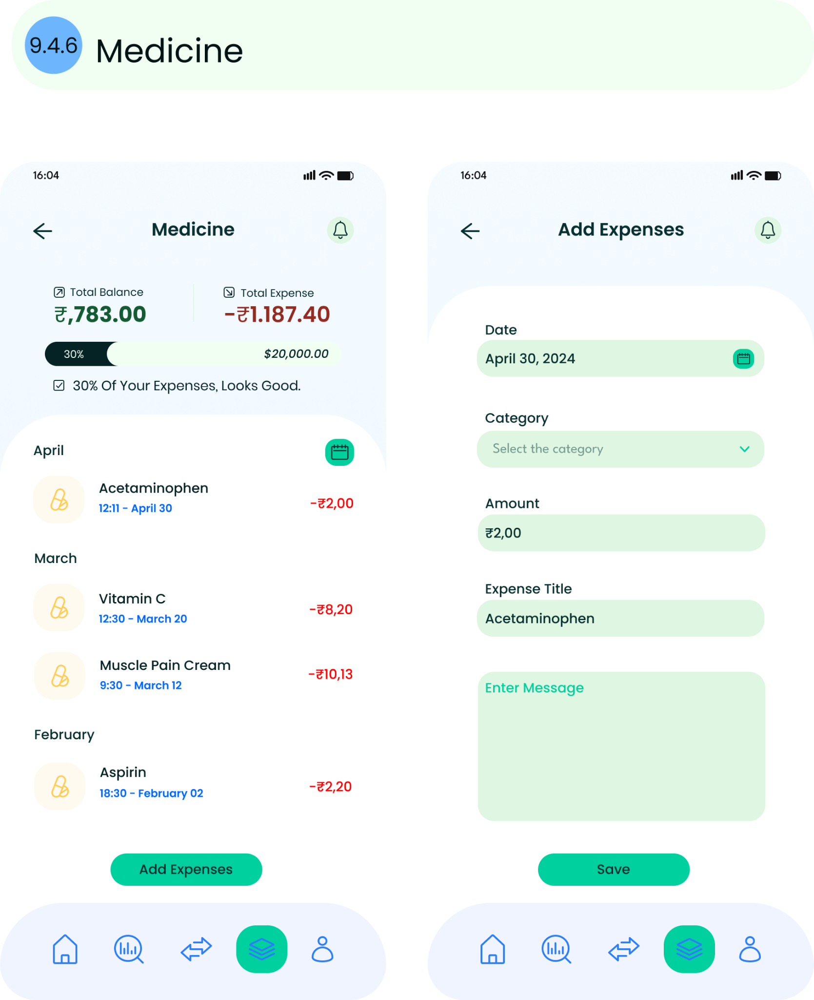 9.4.6
Medicine
16:04
Medicine
Total Balance
₹,783.00
Total Expense
-₹1.187.40
30%
$20,000.00
30% Of Your Expenses, Looks Good.
April
Acetaminophen
12:11 - April 30
-₹2,00
March
Vitamin C
12:30 - March 20
-₹8,20
Muscle Pain Cream
9:30 - March 12
-₹10,13
February
Aspirin
18:30 - February 02
-₹2,20
Add Expenses
16:04
Add Expenses
Date
April 30, 2024
Category
Select the category
Amount
₹2,00
Expense Title
Acetaminophen
Enter Message
Save